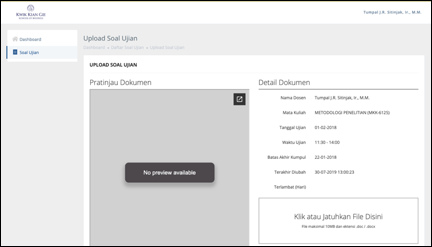 KWIK KIAN GIE
Tumpal J.R. Sitinjak, Ir., M.M.
Dashboard
Soal Ujian
Upload Soal Ujian
Dashboard > Daftar Soal Ujian > Upload Soal Ujian
UPLOAD SOAL UJIAN
Pratinjau Dokumen
No preview available
Detail Dokumen
Nama Dosen Tumpal J.R. Sitinjak, Ir., M.M.
Mata Kuliah METODOLOGI PENELITIAN (MKK-6125)
Tanggal Ujian 01-02-2018
Waktu Ujian 11:30 - 14:00
Batas Akhir Kumpul 22-01-2018
Terakhir Diubah 30-07-2019 13:00:23
Terlambat (Hari)
Klik atau Jatuhkan File Disini
File maksimal 10MB dan ektensi .doc | .docx